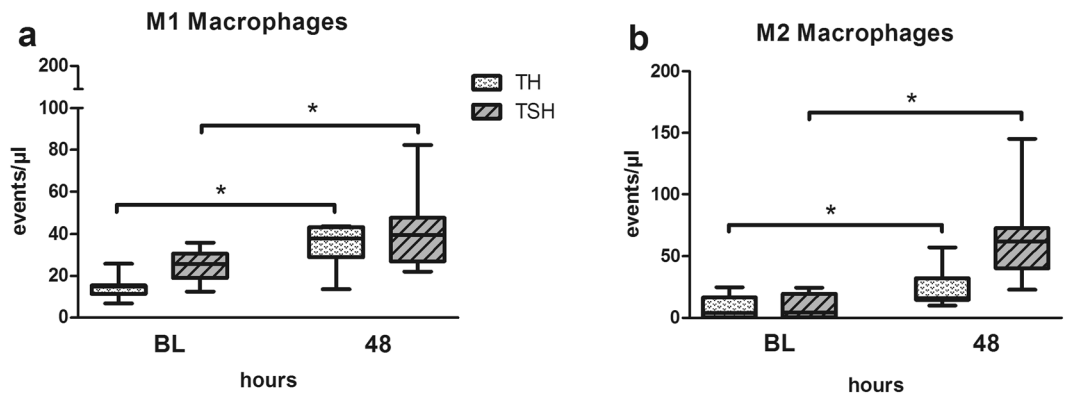 a
M1 Macrophages
200
100
80
60
40
20
0
events/µl
*
*
BL
48
hours
TH
TSH
b
M2 Macrophages
200
150
100
50
0
events/µl
*
*
BL
48
hours